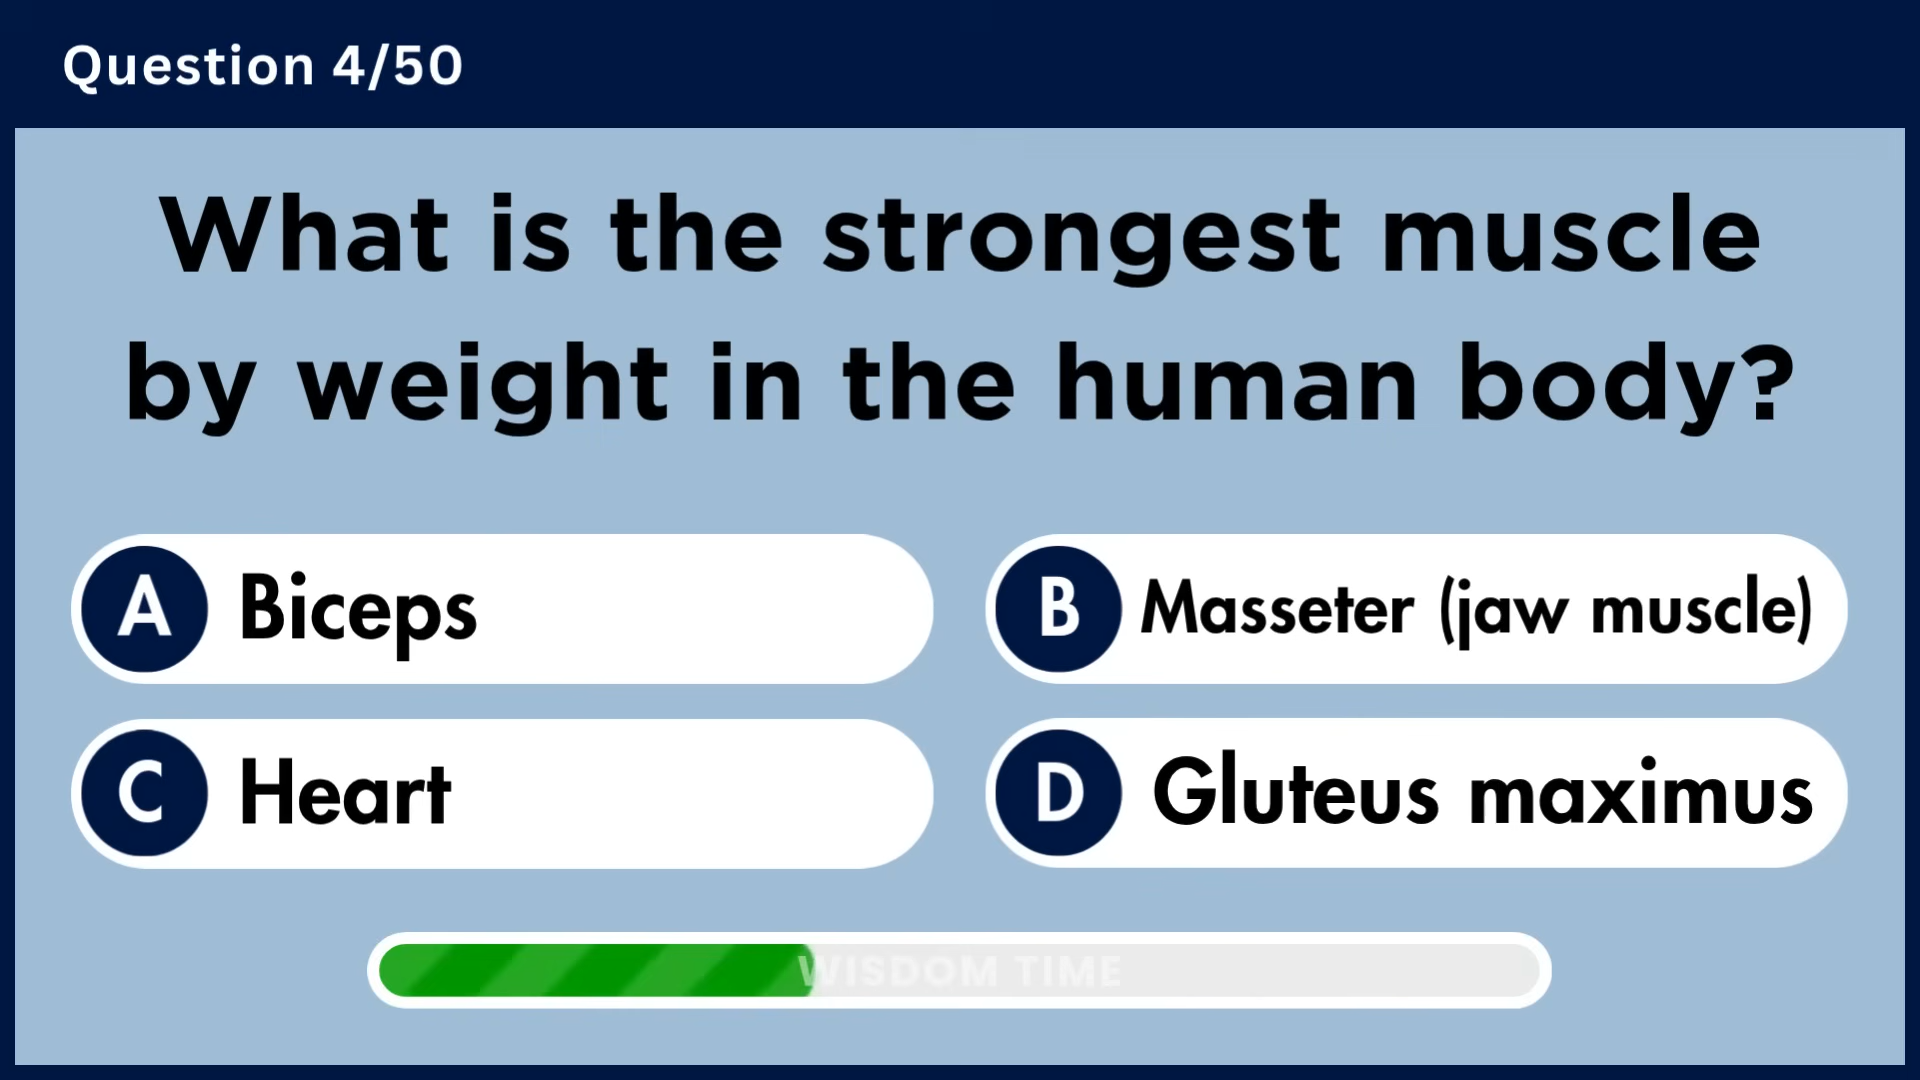 Question 4/50
What is the strongest muscle
by weight in the human body?
A Biceps
B Masseter (jaw muscle)
C Heart
D Gluteus maximus
WISDOM TIME